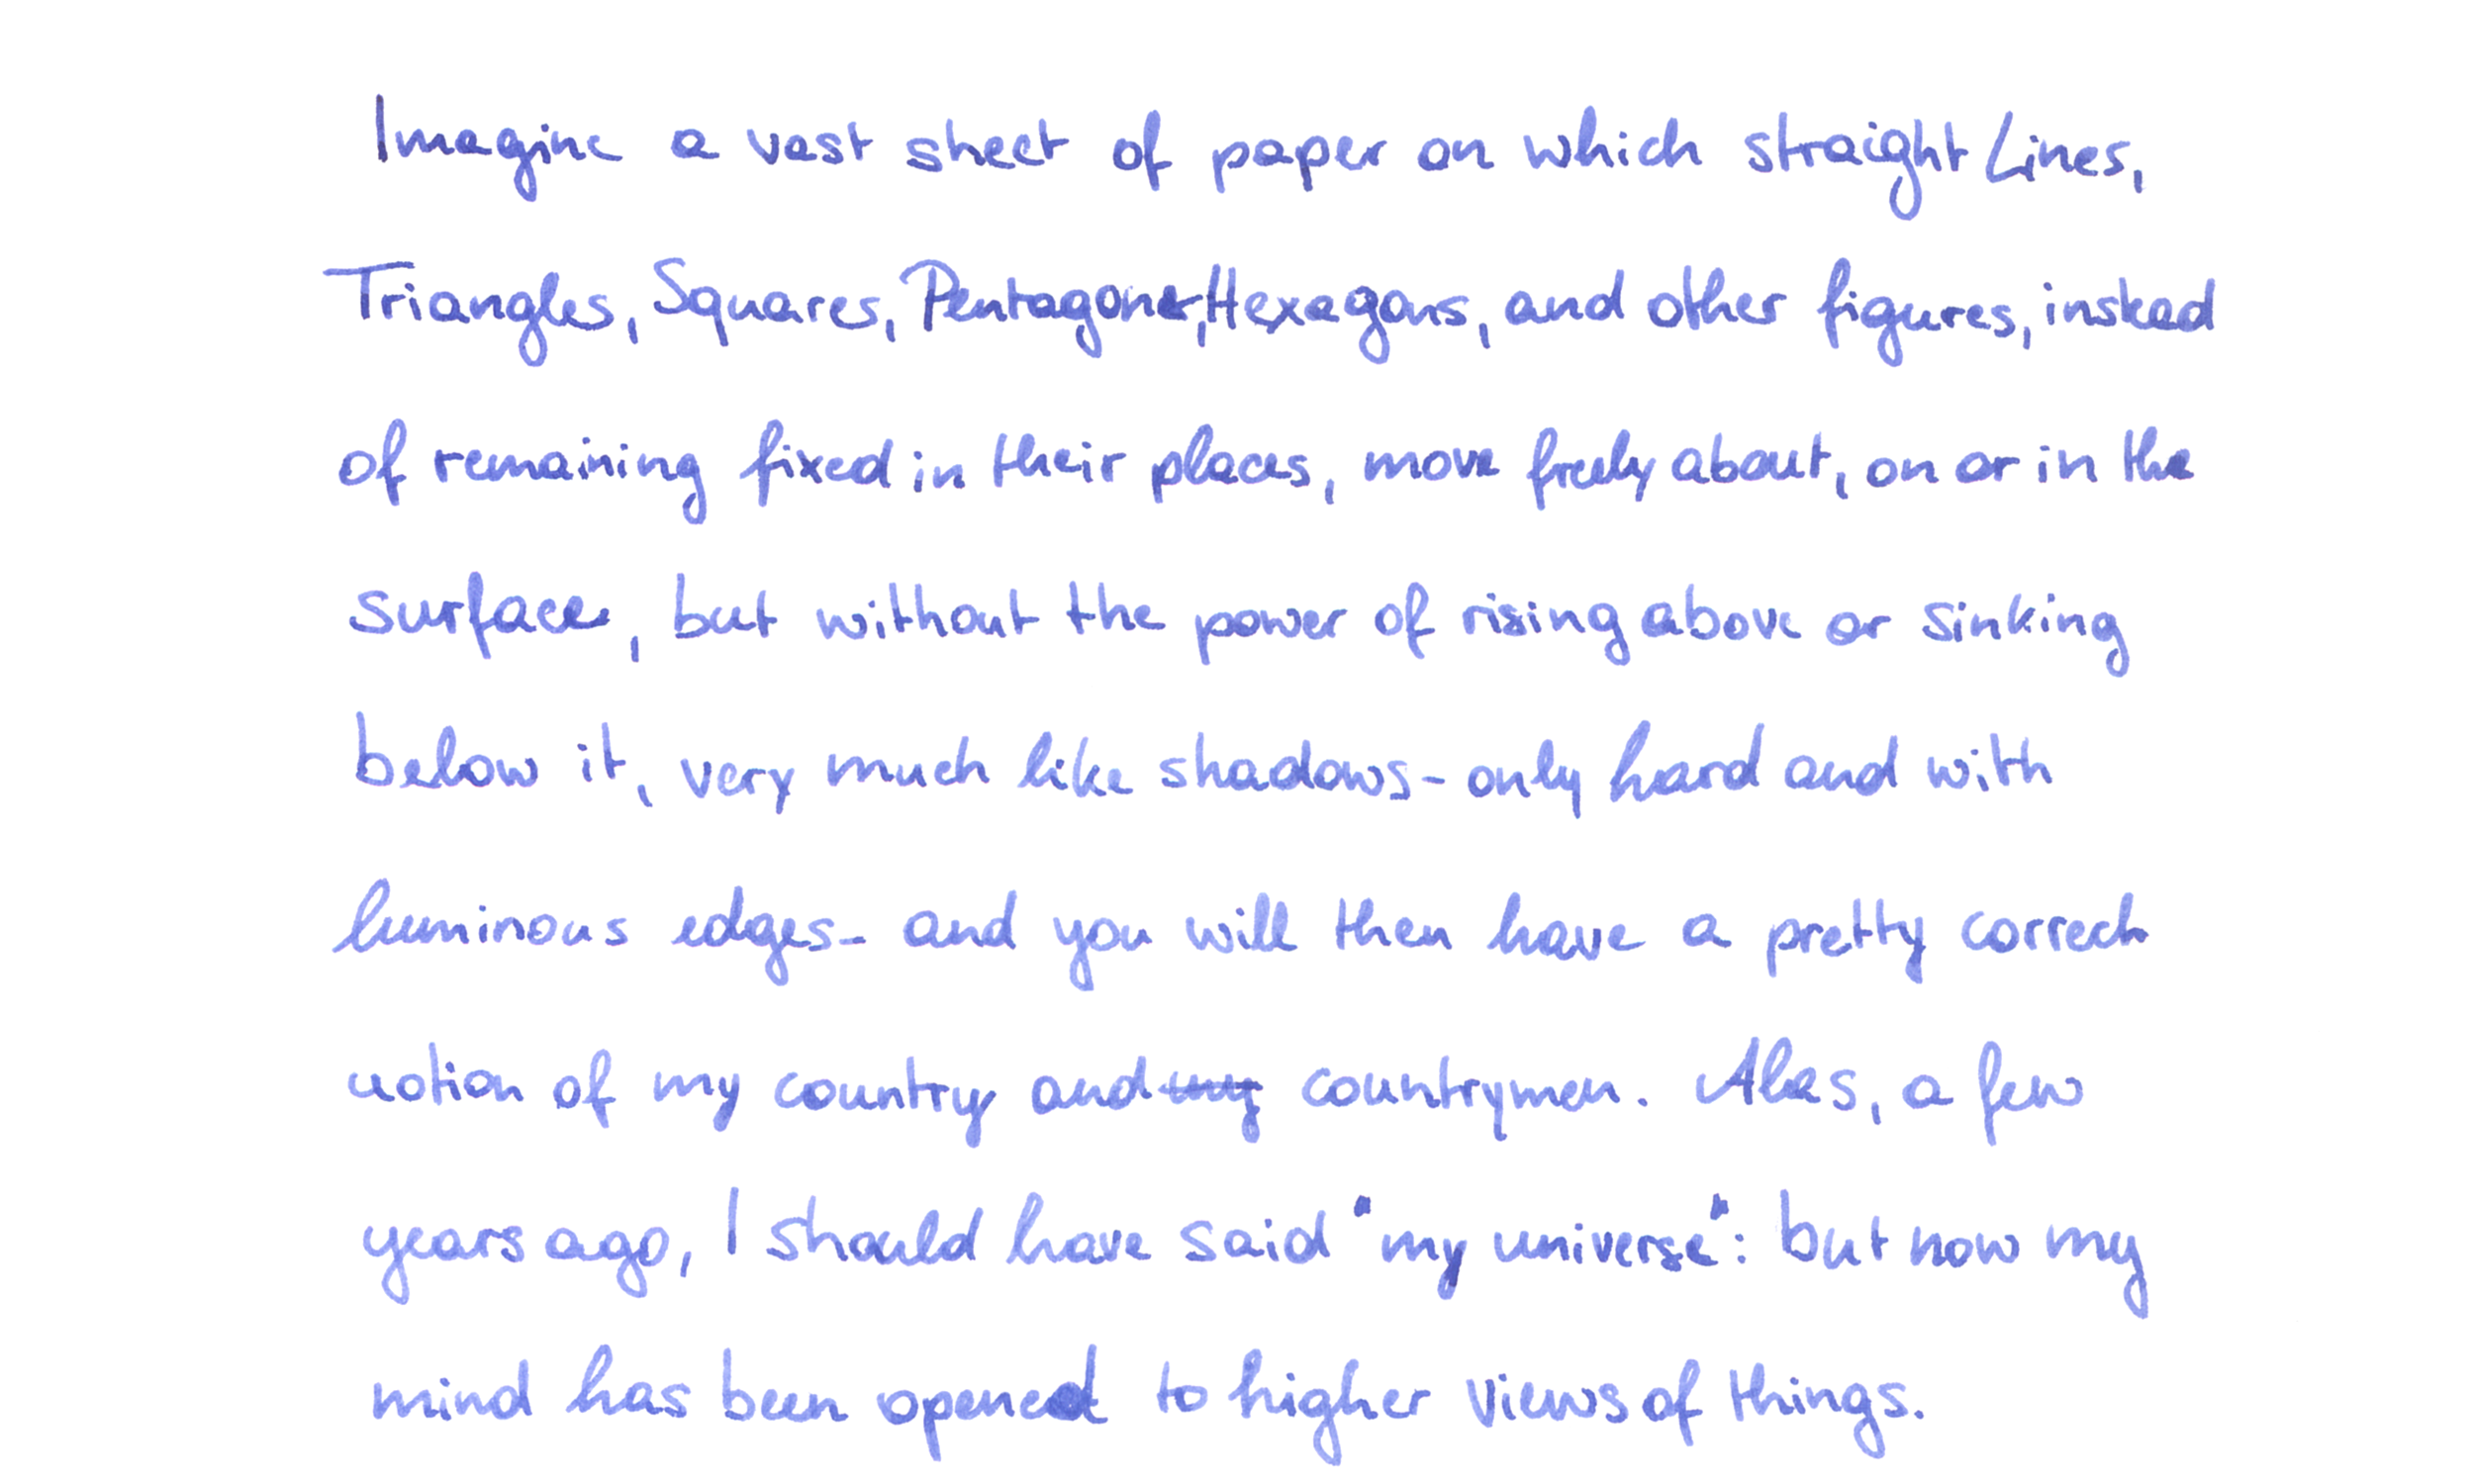 Imagine a vast sheet of paper on which straight Lines,
Triangles, Squares, Pentagons, Hexagons, and other figures, instead
of remaining fixed in their places, move freely about, on or in the
surface, but without the power of rising above or sinking
below it, very much like shadows - only hard and with
luminous edges - and you will then have a pretty correct
notion of my country and my countrymen. Alas, a few
years ago, I should have said "my universe": but now my
mind has been opened to higher views of things.